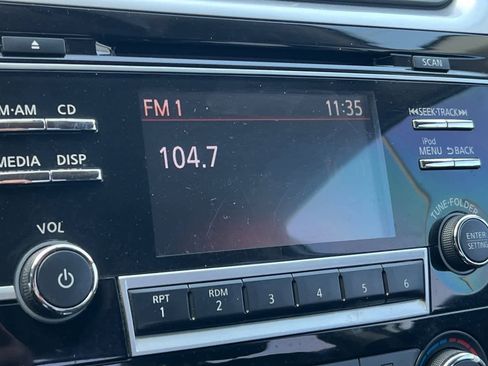 SCAN
FM·AM CD
MEDIA DISP
FM 1 11:35
104.7
SEEK·TRACK
iPod
MENU BACK
TUNE·FOLDER
ENTER
SETTING
VOL
RPT RDM
1 2 3 4 5 6